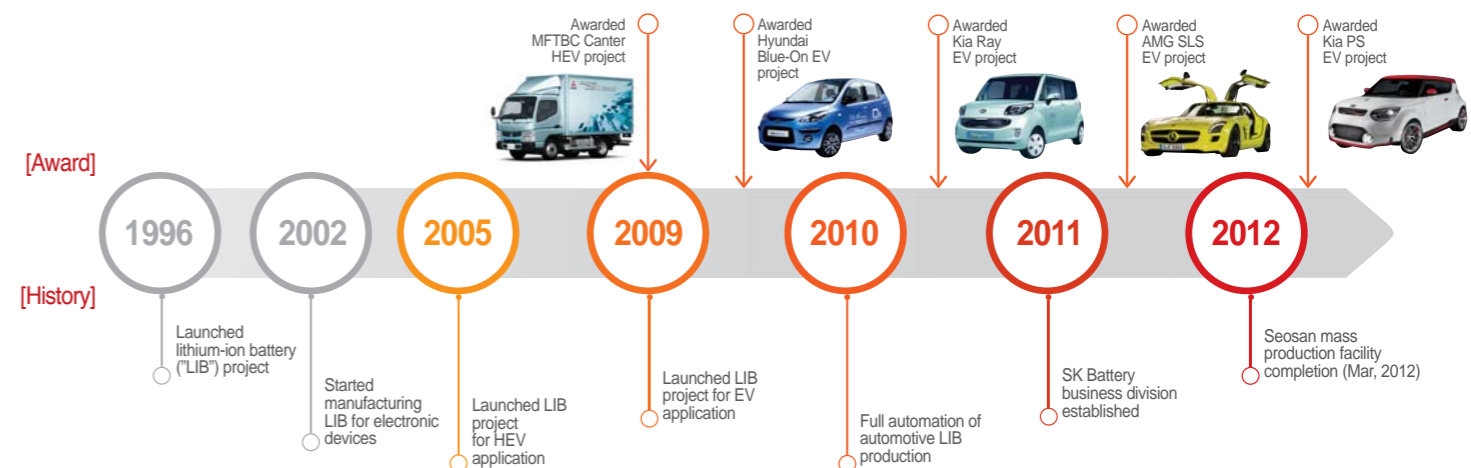 Awarded
MFTBC Canter
HEV project
Awarded
Hyundai
Blue-On EV
project
Awarded
Kia Ray
EV project
Awarded
AMG SLS
EV project
Awarded
Kia PS
EV project
[Award]
1996
2002
2005
2009
2010
2011
2012
[History]
Launched
lithium-ion battery
("LIB") project
Started
manufacturing
LIB for electronic
devices
Launched LIB
project
for HEV
application
Launched LIB
project for EV
application
Full automation of
automotive LIB
production
SK Battery
business division
established
Seosan mass
production facility
completion (Mar, 2012)